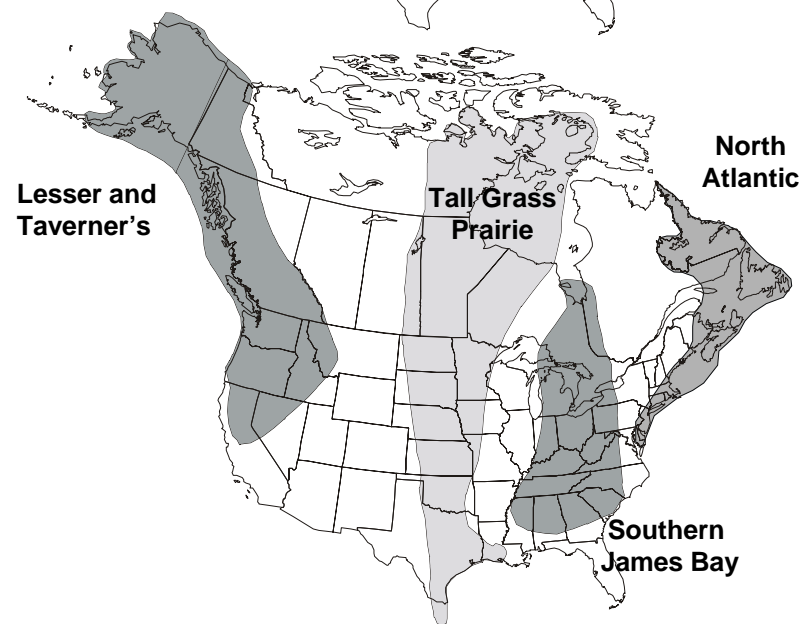 North
Atlantic
Lesser and
Taverner’s
Tall Grass
Prairie
Southern
James Bay